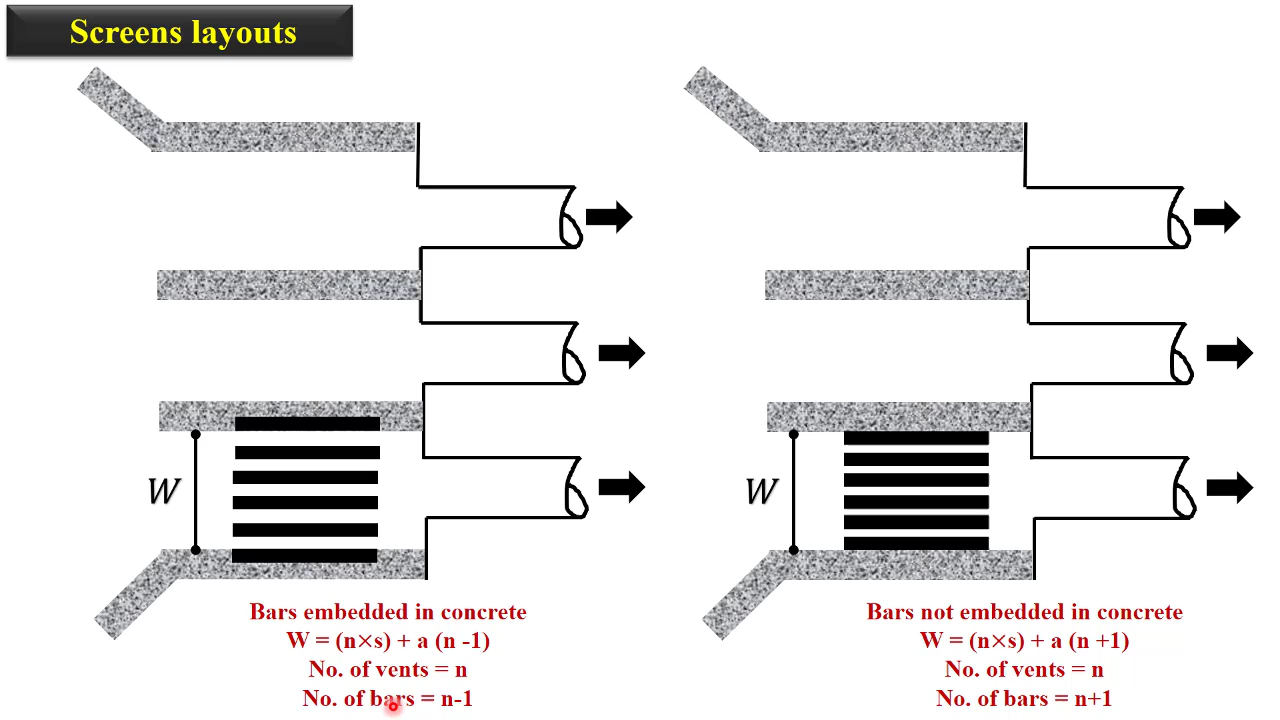 Screens layouts
W
W
Bars embedded in concrete
W = (n×s) + a (n -1)
No. of vents = n
No. of bars = n-1
Bars not embedded in concrete
W = (n×s) + a (n +1)
No. of vents = n
No. of bars = n+1